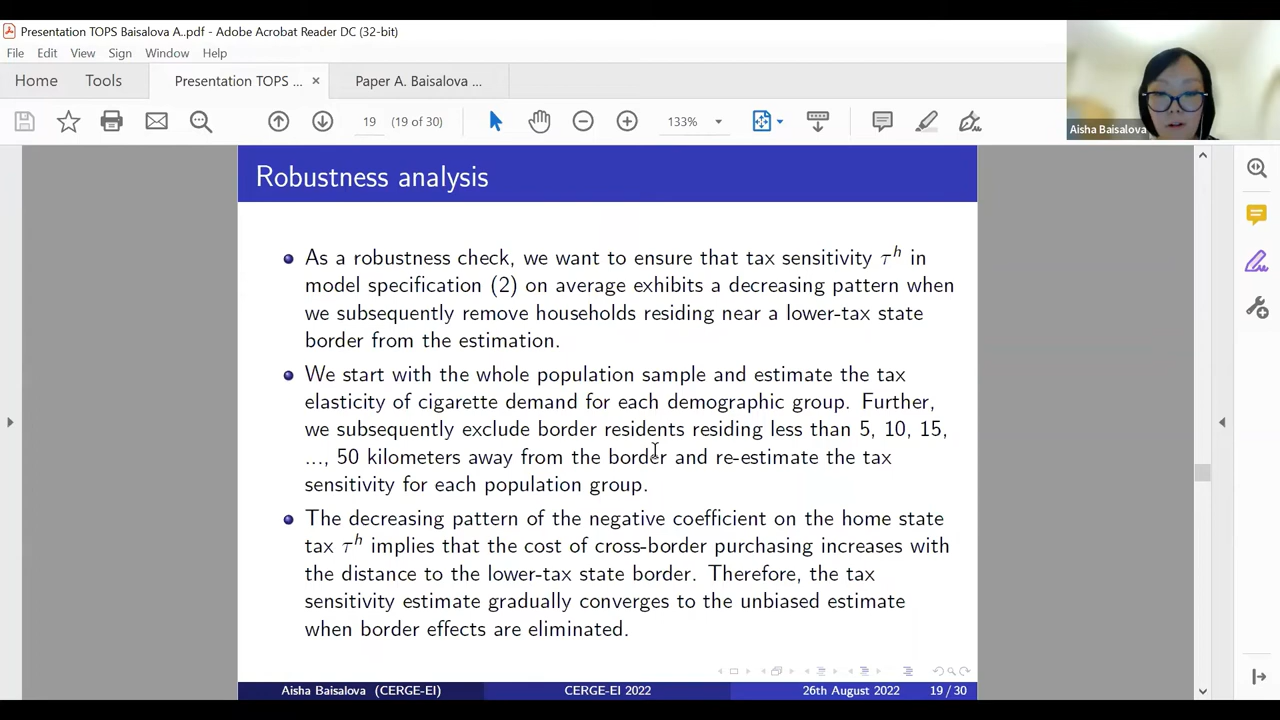 Presentation TOPS Baisalova A..pdf - Adobe Acrobat Reader DC (32-bit)
File Edit View Sign Window Help
Home Tools Presentation TOPS ... × Paper A. Baisalova ...
19 (19 of 30) 133%
Aisha Baisalova
Robustness analysis
As a robustness check, we want to ensure that tax sensitivity τʰ in
model specification (2) on average exhibits a decreasing pattern when
we subsequently remove households residing near a lower-tax state
border from the estimation.
We start with the whole population sample and estimate the tax
elasticity of cigarette demand for each demographic group. Further,
we subsequently exclude border residents residing less than 5, 10, 15,
..., 50 kilometers away from the border and re-estimate the tax
sensitivity for each population group.
The decreasing pattern of the negative coefficient on the home state
tax τʰ implies that the cost of cross-border purchasing increases with
the distance to the lower-tax state border. Therefore, the tax
sensitivity estimate gradually converges to the unbiased estimate
when border effects are eliminated.
Aisha Baisalova (CERGE-EI) CERGE-EI 2022 26th August 2022 19 / 30